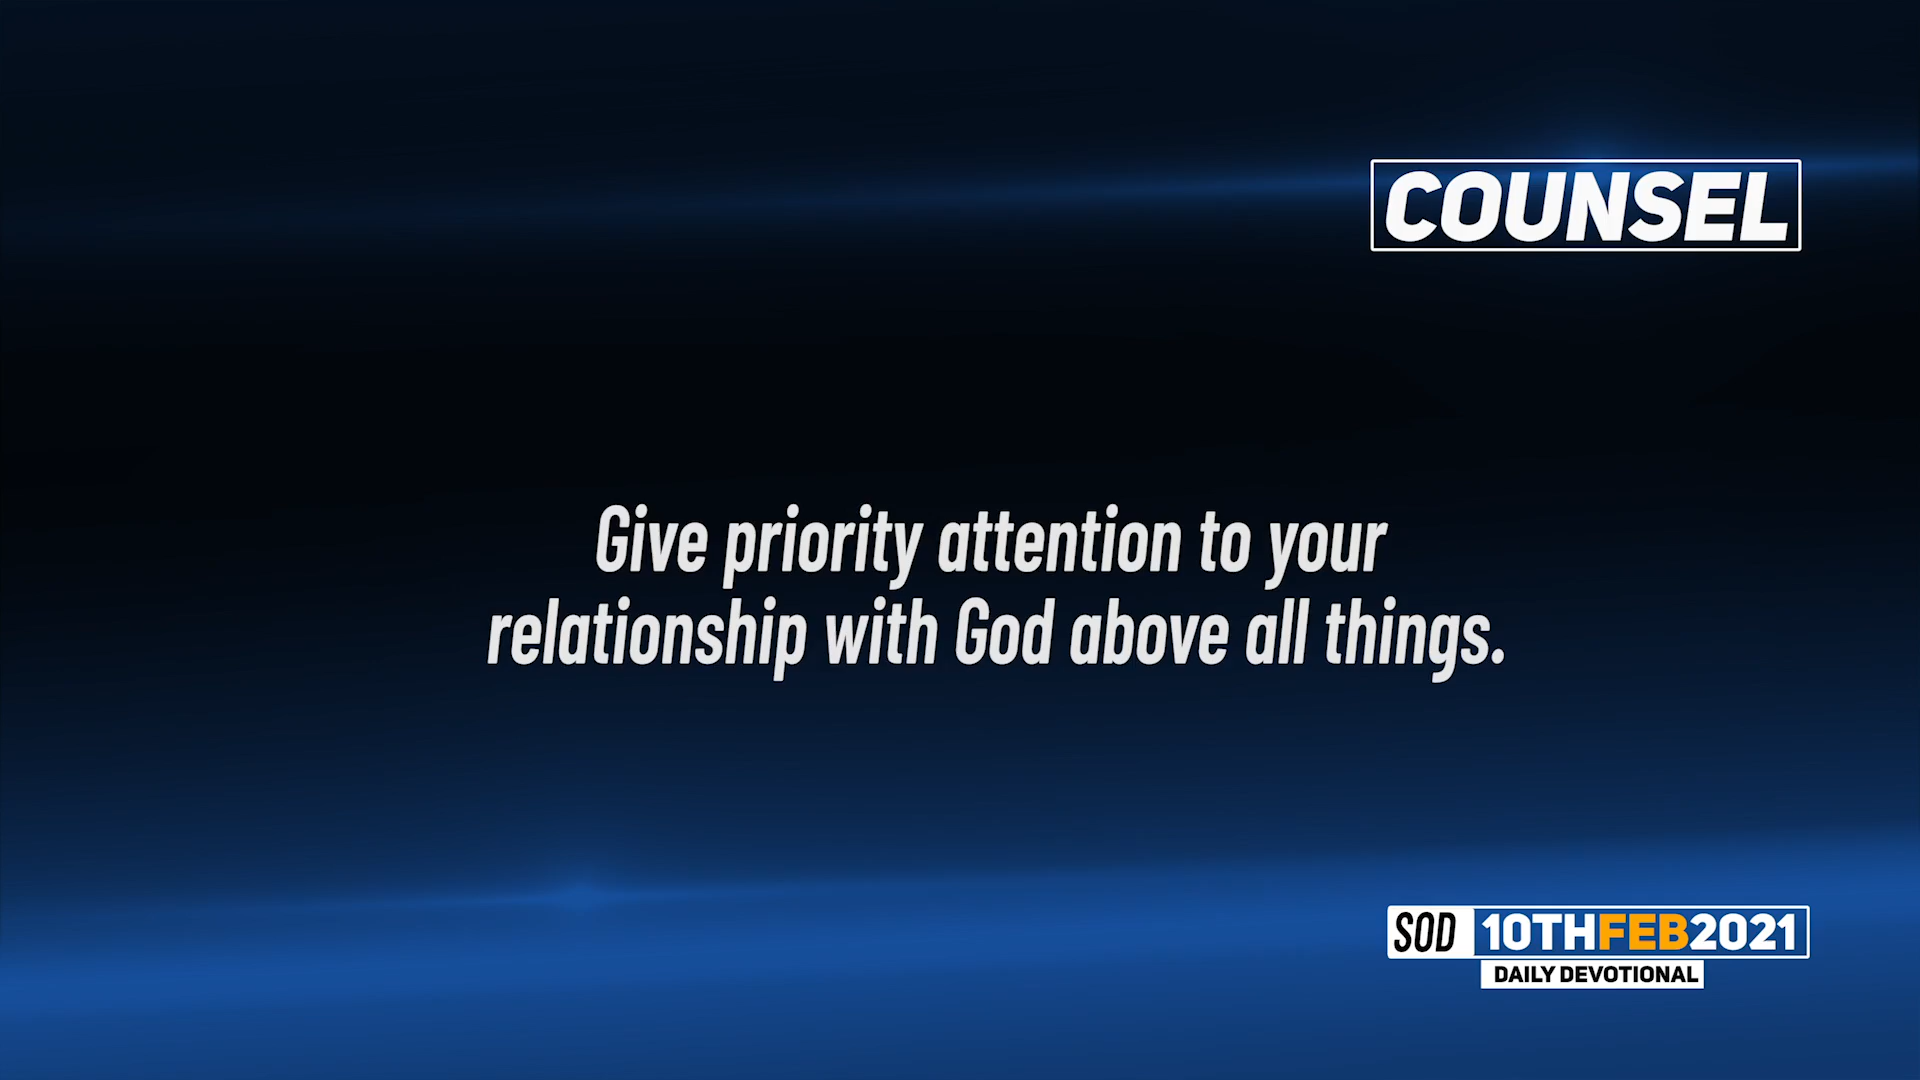 COUNSEL
Give priority attention to your
relationship with God above all things.
SOD 10THFEB2021
DAILY DEVOTIONAL